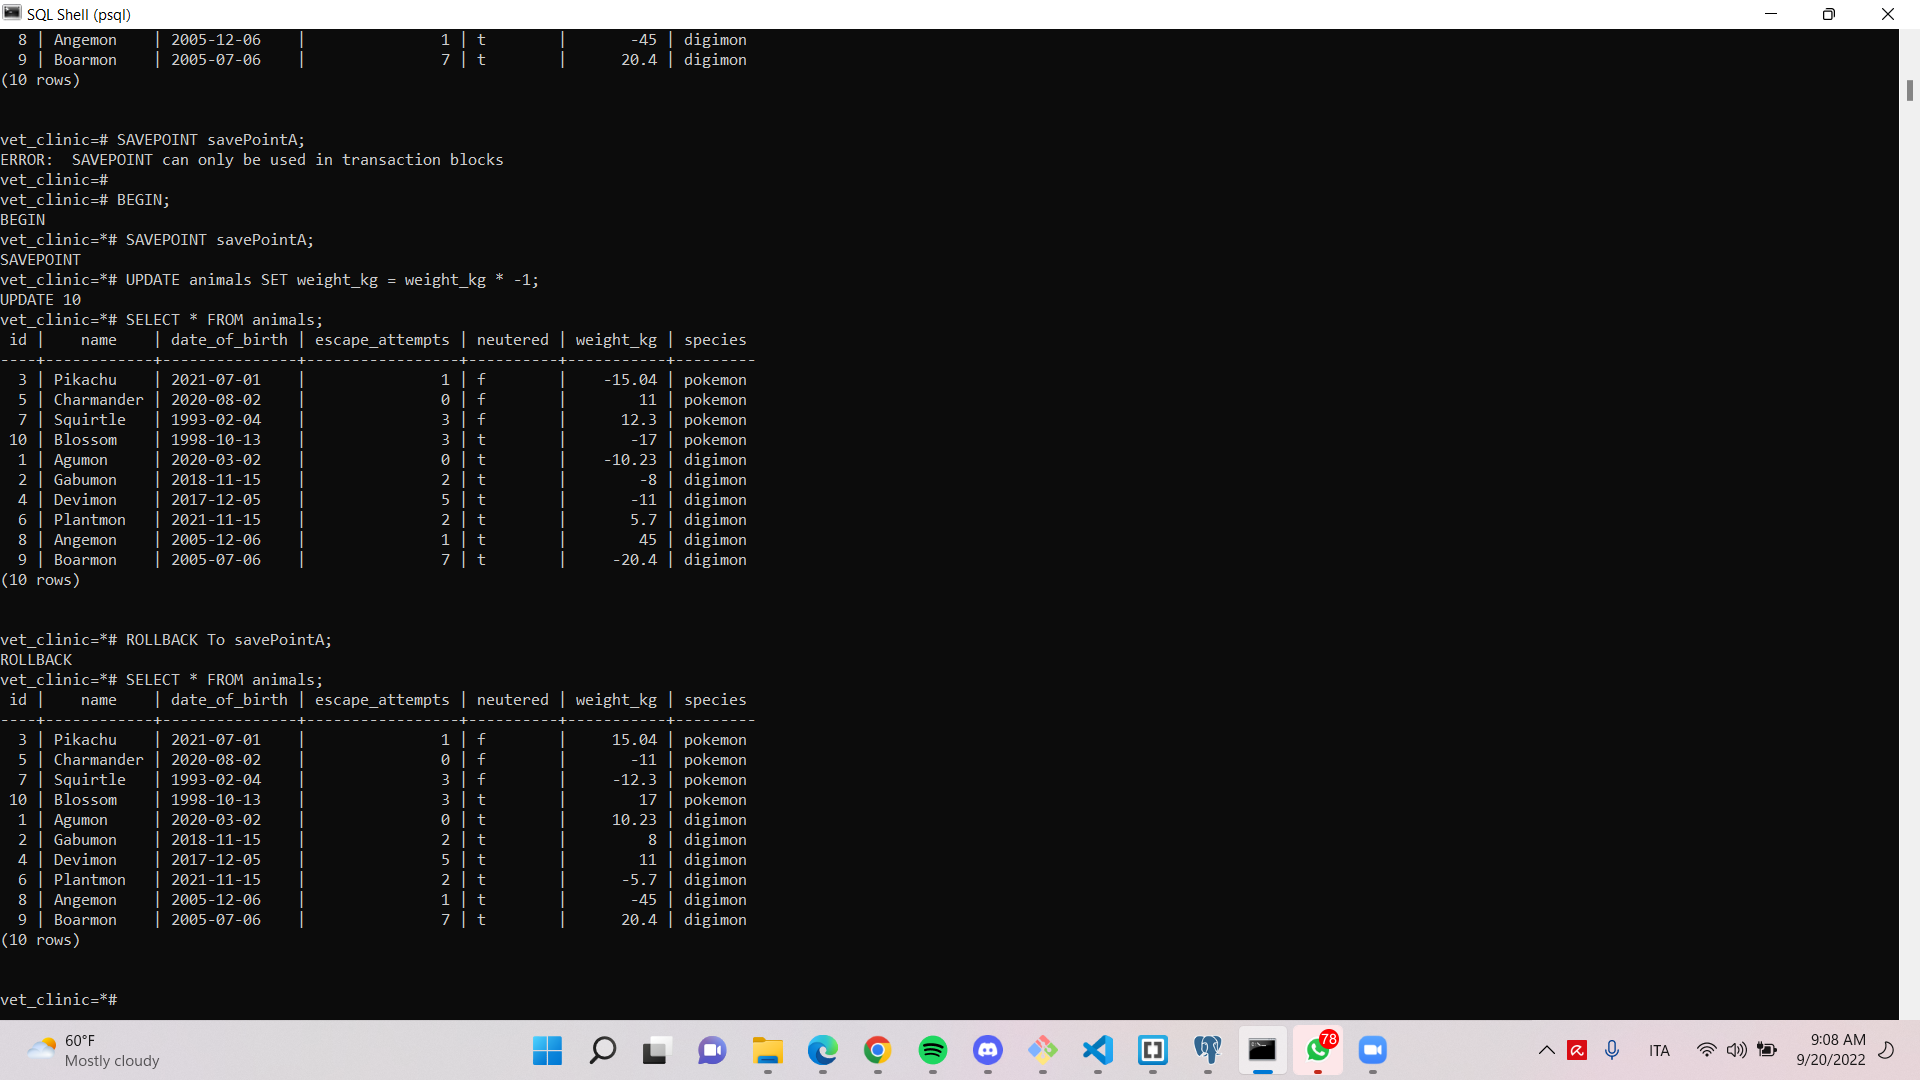 SQL Shell (psql)
  8 | Angemon    | 2005-12-06    |               1 | t        |       -45 | digimon
  9 | Boarmon    | 2005-07-06    |               7 | t        |      20.4 | digimon
(10 rows)
vet_clinic=# SAVEPOINT savePointA;
ERROR:  SAVEPOINT can only be used in transaction blocks
vet_clinic=#
vet_clinic=# BEGIN;
BEGIN
vet_clinic=*# SAVEPOINT savePointA;
SAVEPOINT
vet_clinic=*# UPDATE animals SET weight_kg = weight_kg * -1;
UPDATE 10
vet_clinic=*# SELECT * FROM animals;
 id |    name    | date_of_birth | escape_attempts | neutered | weight_kg | species
----+------------+---------------+-----------------+----------+-----------+---------
  3 | Pikachu    | 2021-07-01    |               1 | f        |    -15.04 | pokemon
  5 | Charmander | 2020-08-02    |               0 | f        |        11 | pokemon
  7 | Squirtle   | 1993-02-04    |               3 | f        |      12.3 | pokemon
 10 | Blossom    | 1998-10-13    |               3 | t        |       -17 | pokemon
  1 | Agumon     | 2020-03-02    |               0 | t        |    -10.23 | digimon
  2 | Gabumon    | 2018-11-15    |               2 | t        |        -8 | digimon
  4 | Devimon    | 2017-12-05    |               5 | t        |       -11 | digimon
  6 | Plantmon   | 2021-11-15    |               2 | t        |       5.7 | digimon
  8 | Angemon    | 2005-12-06    |               1 | t        |        45 | digimon
  9 | Boarmon    | 2005-07-06    |               7 | t        |     -20.4 | digimon
(10 rows)
vet_clinic=*# ROLLBACK To savePointA;
ROLLBACK
vet_clinic=*# SELECT * FROM animals;
 id |    name    | date_of_birth | escape_attempts | neutered | weight_kg | species
----+------------+---------------+-----------------+----------+-----------+---------
  3 | Pikachu    | 2021-07-01    |               1 | f        |     15.04 | pokemon
  5 | Charmander | 2020-08-02    |               0 | f        |       -11 | pokemon
  7 | Squirtle   | 1993-02-04    |               3 | f        |     -12.3 | pokemon
 10 | Blossom    | 1998-10-13    |               3 | t        |        17 | pokemon
  1 | Agumon     | 2020-03-02    |               0 | t        |     10.23 | digimon
  2 | Gabumon    | 2018-11-15    |               2 | t        |         8 | digimon
  4 | Devimon    | 2017-12-05    |               5 | t        |        11 | digimon
  6 | Plantmon   | 2021-11-15    |               2 | t        |      -5.7 | digimon
  8 | Angemon    | 2005-12-06    |               1 | t        |       -45 | digimon
  9 | Boarmon    | 2005-07-06    |               7 | t        |      20.4 | digimon
(10 rows)
vet_clinic=*#
60°F
Mostly cloudy
78
ITA
9:08 AM
9/20/2022